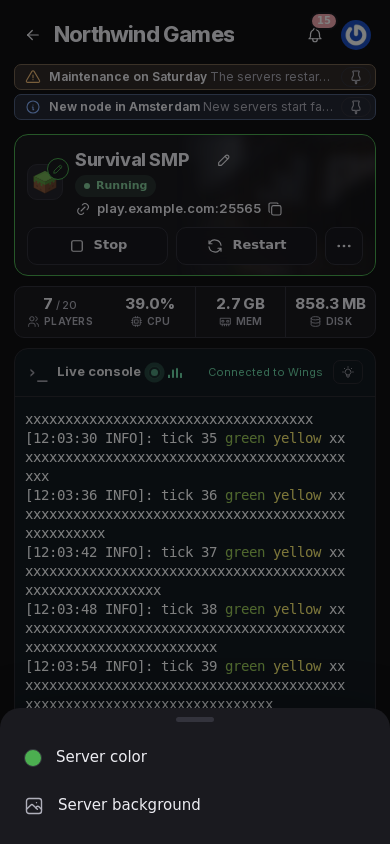 Northwind Games
15
Maintenance on Saturday The servers restar...
New node in Amsterdam New servers start fa...
Survival SMP
Running
play.example.com:25565
Stop
Restart
7 / 20
PLAYERS
39.0%
CPU
2.7 GB
MEM
858.3 MB
DISK
Live console
Connected to Wings
xxxxxxxxxxxxxxxxxxxxxxxxxxxxxxxxxxxx
[12:03:30 INFO]: tick 35 green yellow xx
xxxxxxxxxxxxxxxxxxxxxxxxxxxxxxxxxxxxxxxx
xxx
[12:03:36 INFO]: tick 36 green yellow xx
xxxxxxxxxxxxxxxxxxxxxxxxxxxxxxxxxxxxxxxx
xxxxxxxxxx
[12:03:42 INFO]: tick 37 green yellow xx
xxxxxxxxxxxxxxxxxxxxxxxxxxxxxxxxxxxxxxxx
xxxxxxxxxxxxxxxxx
[12:03:48 INFO]: tick 38 green yellow xx
xxxxxxxxxxxxxxxxxxxxxxxxxxxxxxxxxxxxxxxx
xxxxxxxxxxxxxxxxxxxxxxxx
[12:03:54 INFO]: tick 39 green yellow xx
xxxxxxxxxxxxxxxxxxxxxxxxxxxxxxxxxxxxxxxx
xxxxxxxxxxxxxxxxxxxxxxxxxxxxxxx
Server color
Server background